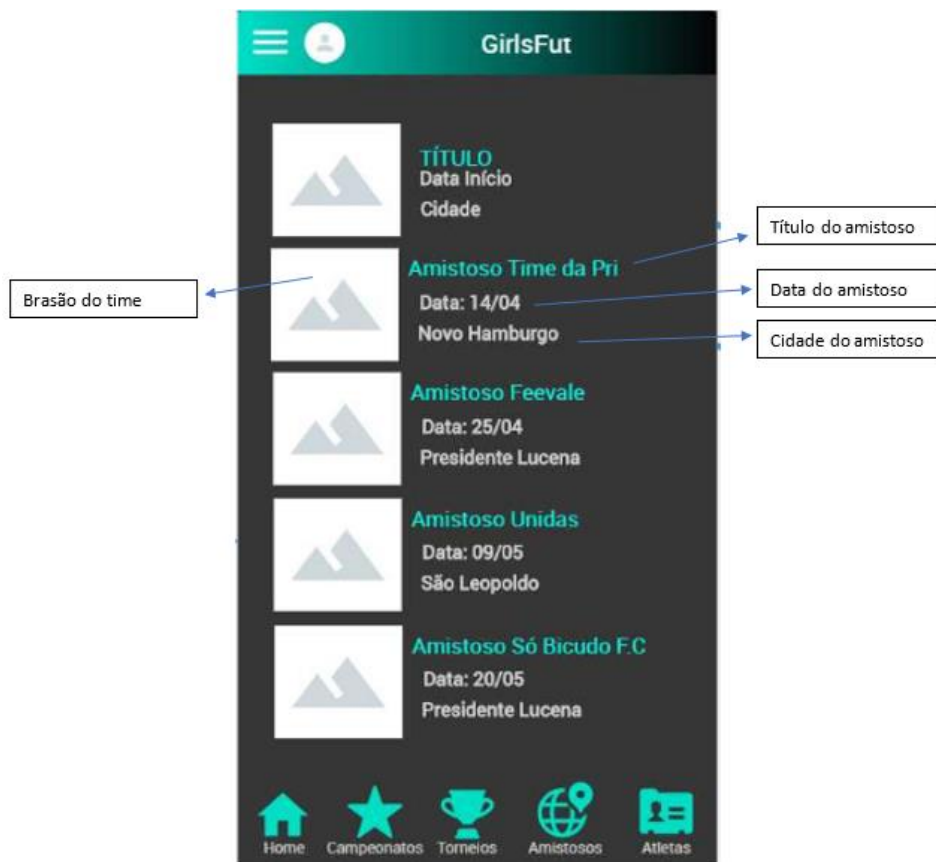 GirlsFut
TÍTULO
Data Início
Cidade
Título do amistoso
Amistoso Time da Pri
Brasão do time
Data: 14/04
Data do amistoso
Novo Hamburgo
Cidade do amistoso
Amistoso Feevale
Data: 25/04
Presidente Lucena
Amistoso Unidas
Data: 09/05
São Leopoldo
Amistoso Só Bicudo F.C
Data: 20/05
Presidente Lucena
Home Campeonatos Torneios Amistosos Atletas